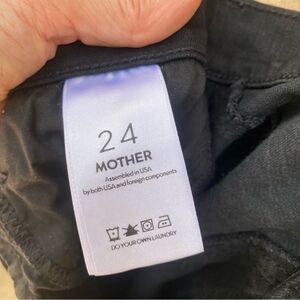 24
MOTHER
Assembled in USA
by both USA and foreign components
DO YOUR OWN LAUNDRY